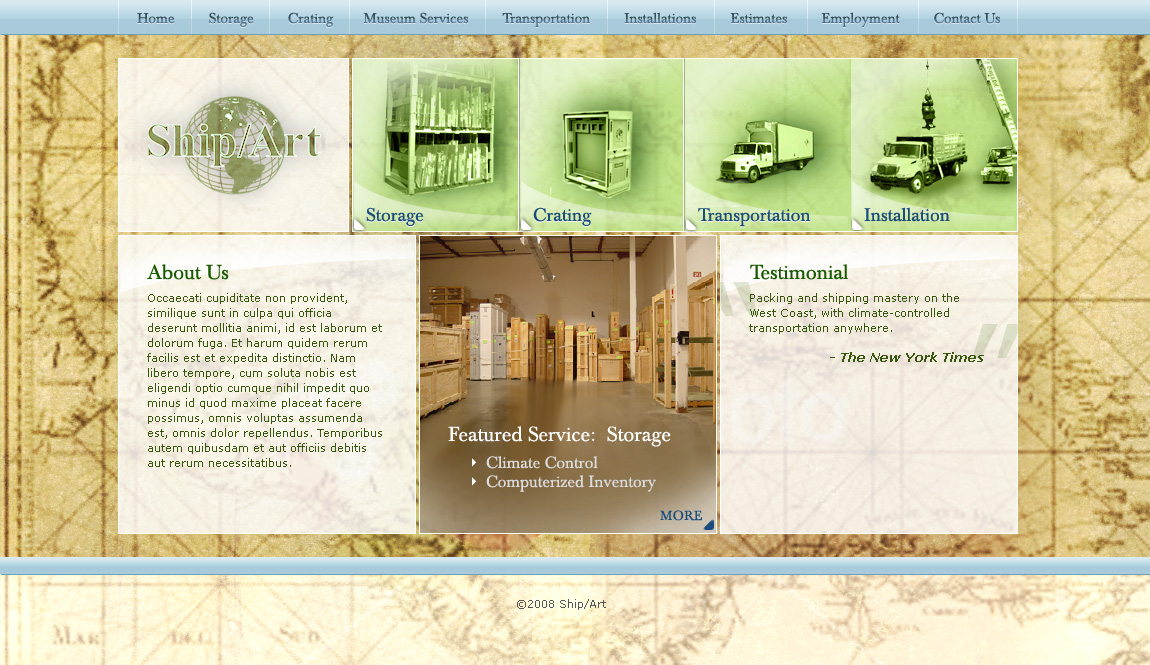 Home Storage Crating Museum Services Transportation Installations Estimates Employment Contact Us
Ship/Art
Storage
Crating
Transportation
Installation
About Us
Occaecati cupiditate non provident,
similique sunt in culpa qui officia
deserunt mollitia animi, id est laborum et
dolorum fuga. Et harum quidem rerum
facilis est et expedita distinctio. Nam
libero tempore, cum soluta nobis est
eligendi optio cumque nihil impedit quo
minus id quod maxime placeat facere
possimus, omnis voluptas assumenda
est, omnis dolor repellendus. Temporibus
autem quibusdam et aut officiis debitis
aut rerum necessitatibus.
Featured Service: Storage
Climate Control
Computerized Inventory
MORE
Testimonial
Packing and shipping mastery on the
West Coast, with climate-controlled
transportation anywhere.
- The New York Times
©2008 Ship/Art